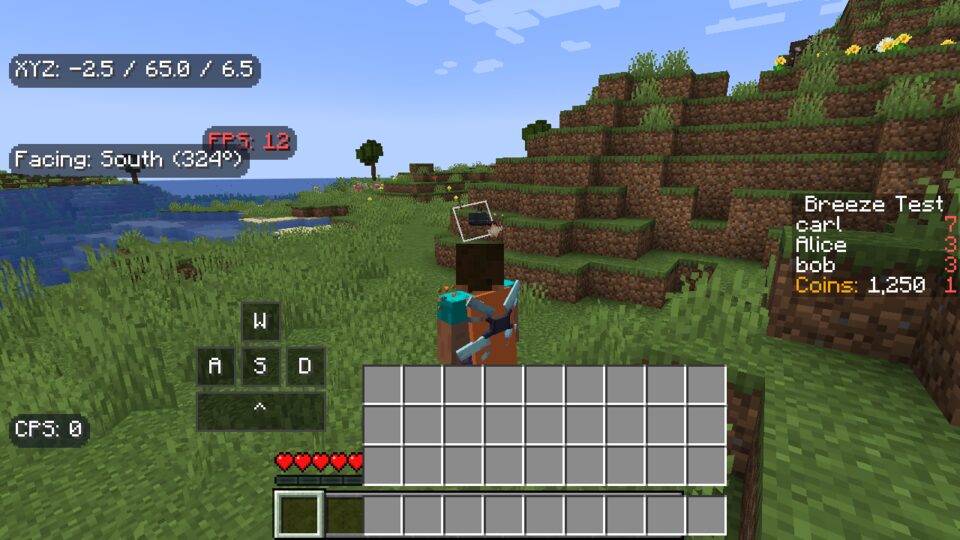 XYZ: -2.5 / 65.0 / 6.5
FPS: 12
Facing: South (324°)
Breeze Test
carl 7
Alice 3
bob 3
Coins: 1,250 1
W
A S D
^
CPS: 0